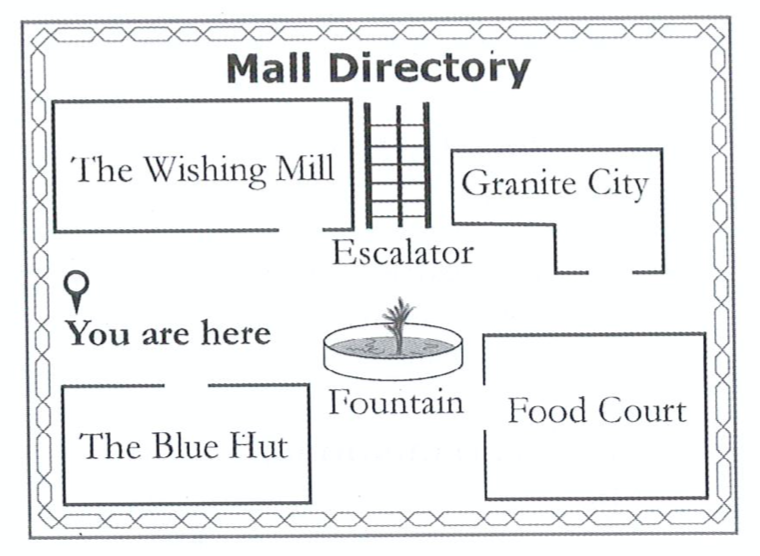 Mall Directory
The Wishing Mill
Granite City
Escalator
You are here
Fountain
Food Court
The Blue Hut